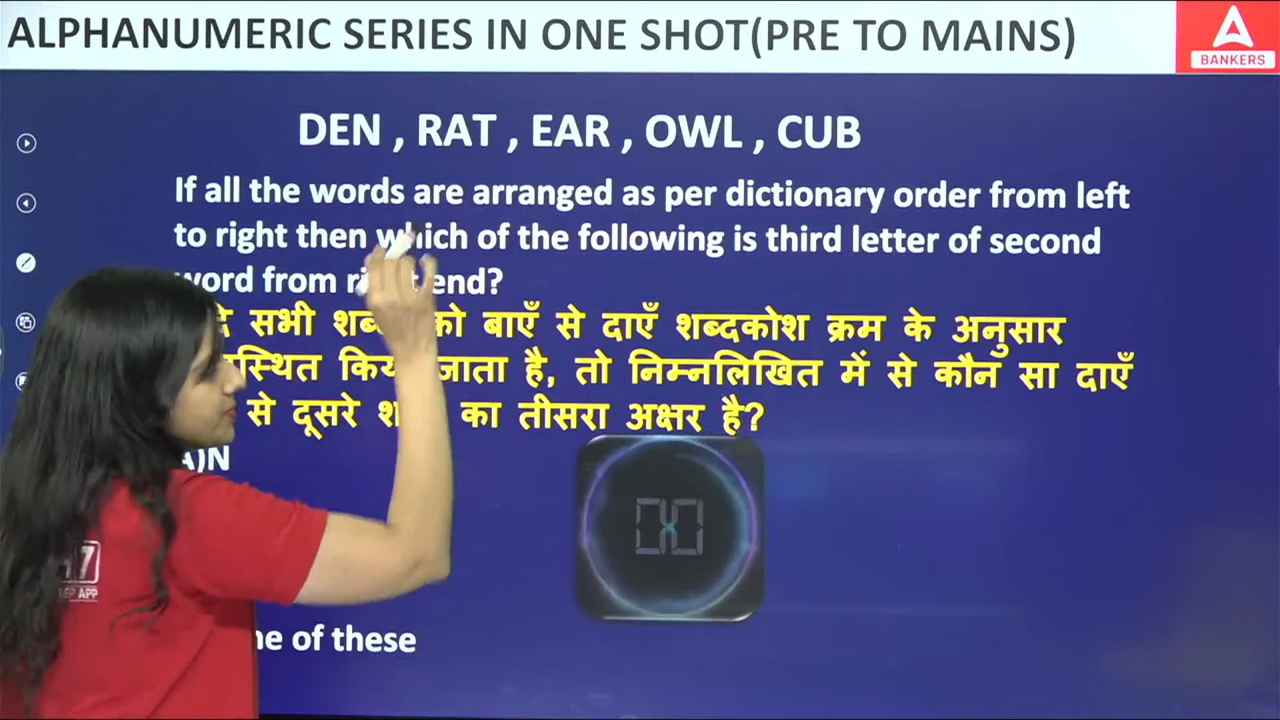 ALPHANUMERIC SERIES IN ONE SHOT(PRE TO MAINS)
BANKERS
DEN , RAT , EAR , OWL , CUB
If all the words are arranged as per dictionary order from left
to right then which of the following is third letter of second
word from end?
सभी को बाएँ से दाएँ शब्दकोश क्रम के अनुसार
जाता है, तो निम्नलिखित में से कौन सा दाएँ
से दूसरे का तीसरा अक्षर है?
A)N
of these
APP